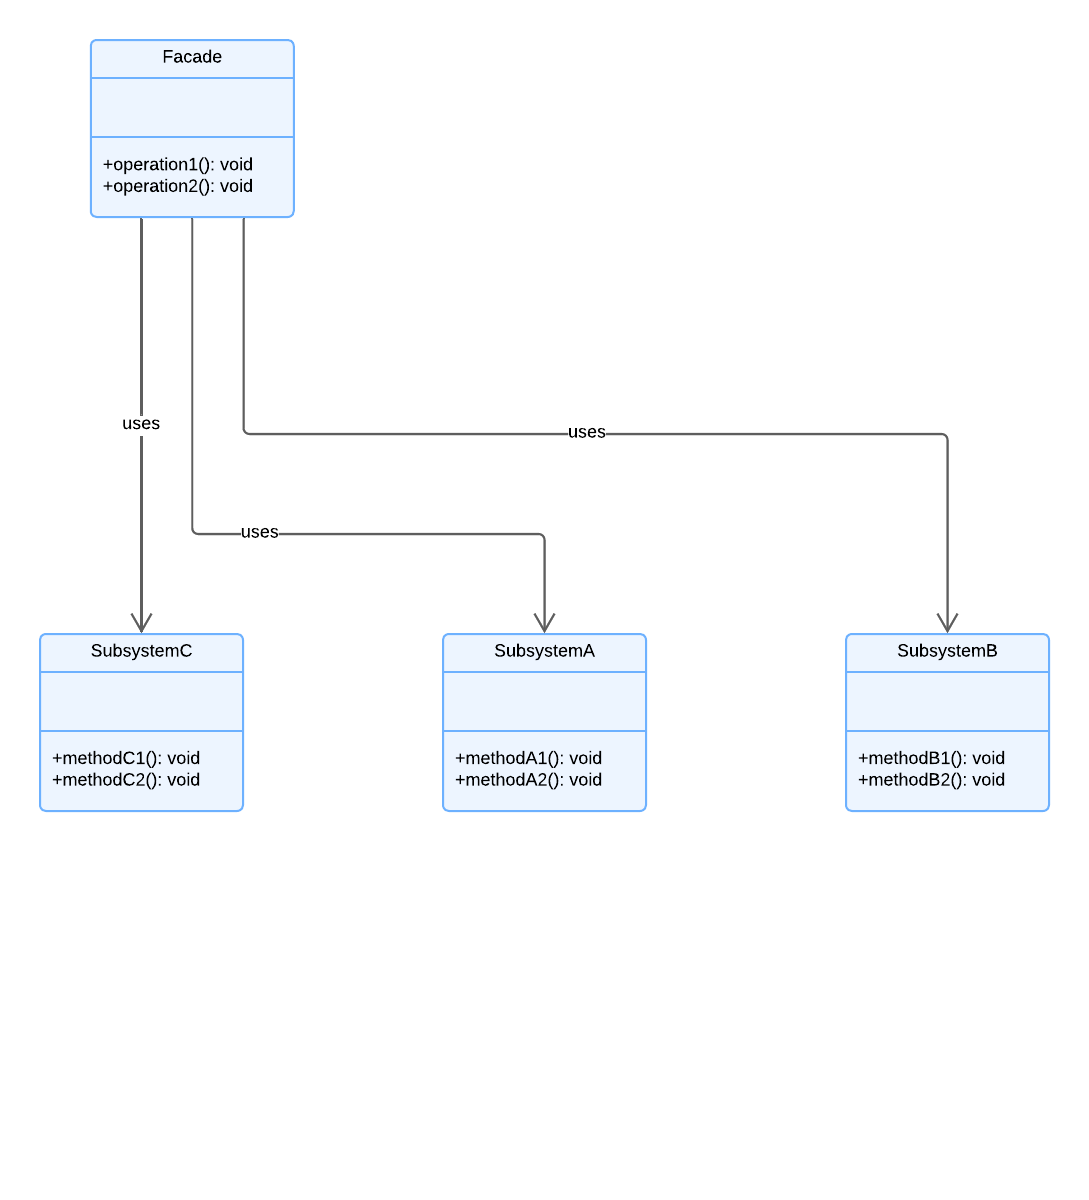 Facade
+operation1(): void
+operation2(): void
uses
uses
uses
SubsystemC
+methodC1(): void
+methodC2(): void
SubsystemA
+methodA1(): void
+methodA2(): void
SubsystemB
+methodB1(): void
+methodB2(): void